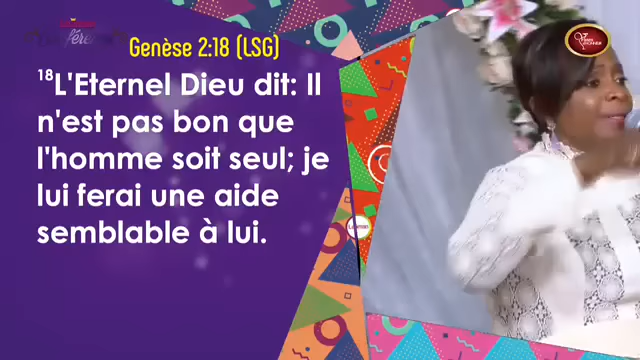 Genèse 2:18 (LSG)
18L'Eternel Dieu dit: Il
n'est pas bon que
l'homme soit seul; je
lui ferai une aide
semblable à lui.